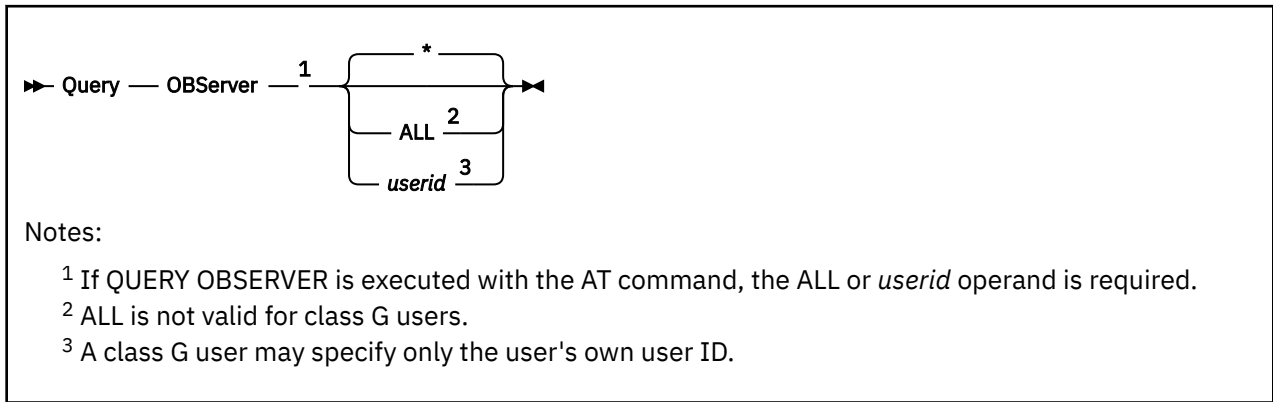 *
Query OBServer 1
ALL 2
userid 3
Notes:
1 If QUERY OBSERVER is executed with the AT command, the ALL or userid operand is required.
2 ALL is not valid for class G users.
3 A class G user may specify only the user's own user ID.